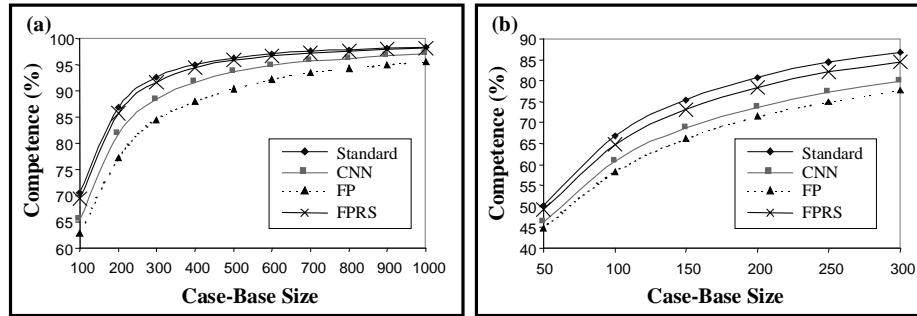 (a)
100
95
90
85
80
75
70
65
60
Competence (%)
Standard
CNN
FP
FPRS
100 200 300 400 500 600 700 800 900 1000
Case-Base Size
(b)
90
85
80
75
70
65
60
55
50
45
40
Competence (%)
Standard
CNN
FP
FPRS
50 100 150 200 250 300
Case-Base Size